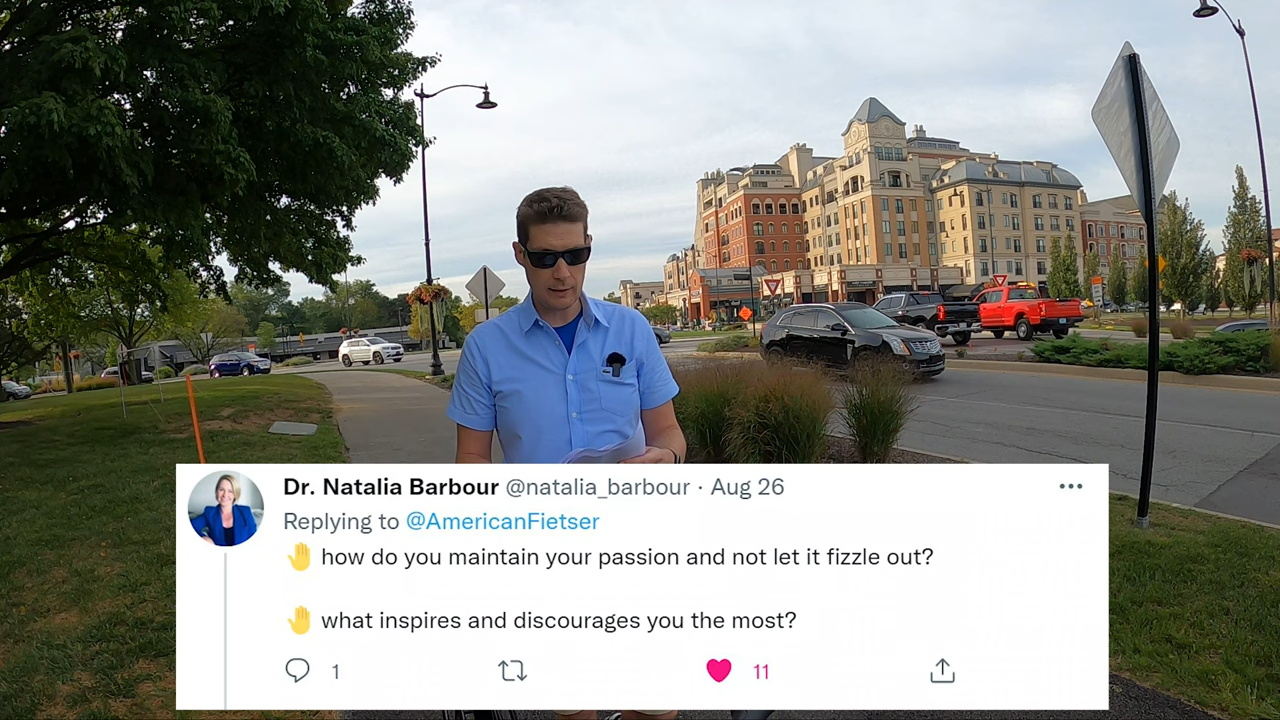 Dr. Natalia Barbour @natalia_barbour · Aug 26
Replying to @AmericanFietser
🤚 how do you maintain your passion and not let it fizzle out?
🤚 what inspires and discourages you the most?
1 11